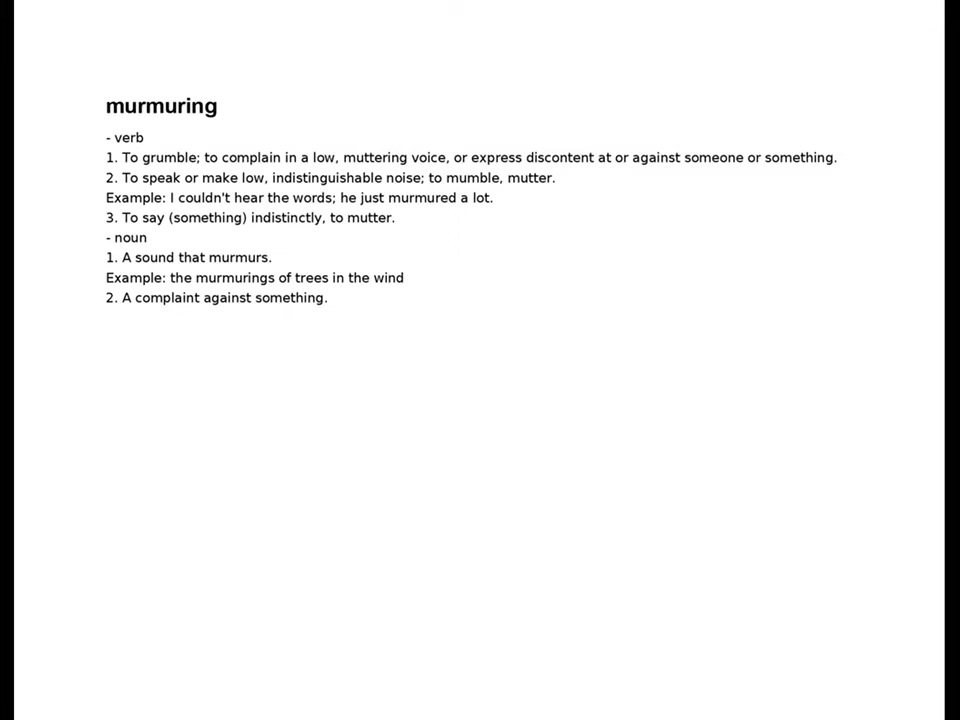 murmuring
- verb
1. To grumble; to complain in a low, muttering voice, or express discontent at or against someone or something.
2. To speak or make low, indistinguishable noise; to mumble, mutter.
Example: I couldn't hear the words; he just murmured a lot.
3. To say (something) indistinctly, to mutter.
- noun
1. A sound that murmurs.
Example: the murmurings of trees in the wind
2. A complaint against something.